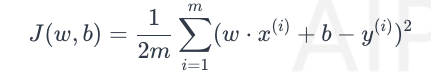 J(w, b) = \frac{1}{2m} \sum_{i=1}^{m} (w \cdot x^{(i)} + b - y^{(i)})^2